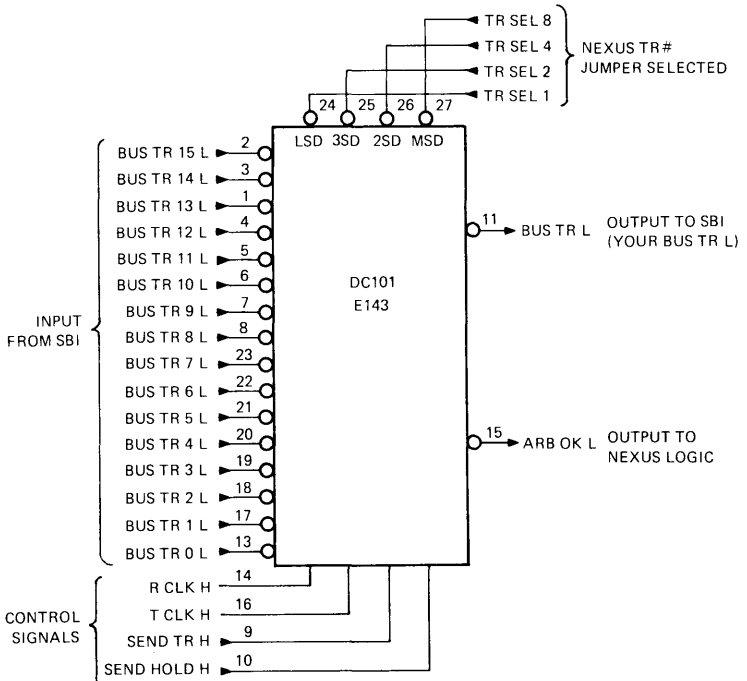 TR SEL 8
TR SEL 4
TR SEL 2
TR SEL 1
NEXUS TR#
JUMPER SELECTED
24 25 26 27
LSD 3SD 2SD MSD
INPUT
FROM SBI
BUS TR 15 L 2
BUS TR 14 L 3
BUS TR 13 L 1
BUS TR 12 L 4
BUS TR 11 L 5
BUS TR 10 L 6
BUS TR 9 L 7
BUS TR 8 L 8
BUS TR 7 L 23
BUS TR 6 L 22
BUS TR 5 L 21
BUS TR 4 L 20
BUS TR 3 L 19
BUS TR 2 L 18
BUS TR 1 L 17
BUS TR 0 L 13
DC101
E143
11 BUS TR L
OUTPUT TO SBI
(YOUR BUS TR L)
15 ARB OK L
OUTPUT TO
NEXUS LOGIC
CONTROL
SIGNALS
R CLK H 14
T CLK H 16
SEND TR H 9
SEND HOLD H 10